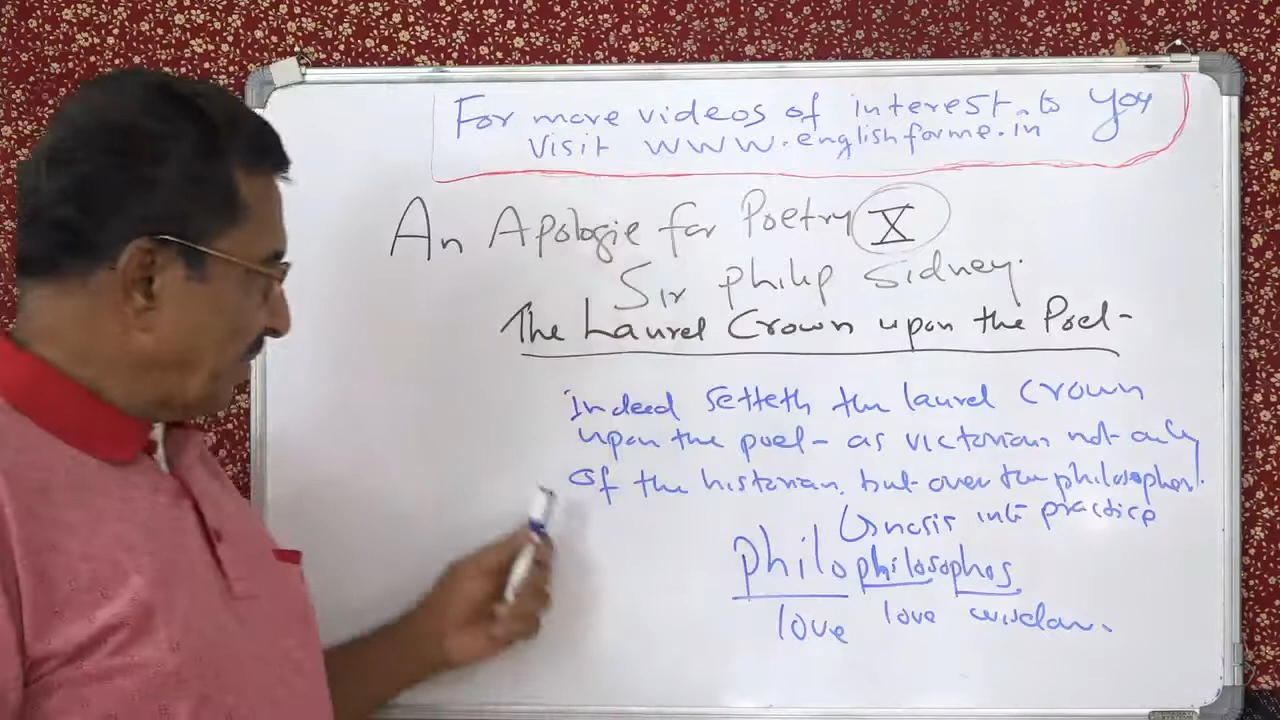 For more videos of interest to you
Visit www.englishforme.in
An Apologie for Poetry X
Sir Philip Sidney.
The Laurel Crown upon the Poet
Indeed setteth the laurel crown
upon the poet as victorian not only
of the historian, but over the philosopher.
Gnosis into practice
philo philosophos
love love wisdom.